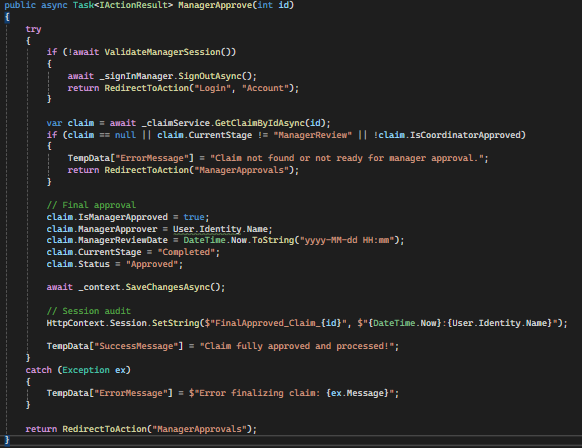 public async Task<IActionResult> ManagerApprove(int id)
{
try
{
if (!await ValidateManagerSession())
{
await _signInManager.SignOutAsync();
return RedirectToAction("Login", "Account");
}
var claim = await _claimService.GetClaimByIdAsync(id);
if (claim == null || claim.CurrentStage != "ManagerReview" || !claim.IsCoordinatorApproved)
{
TempData["ErrorMessage"] = "Claim not found or not ready for manager approval.";
return RedirectToAction("ManagerApprovals");
}
// Final approval
claim.IsManagerApproved = true;
claim.ManagerApprover = User.Identity.Name;
claim.ManagerReviewDate = DateTime.Now.ToString("yyyy-MM-dd HH:mm");
claim.CurrentStage = "Completed";
claim.Status = "Approved";
await _context.SaveChangesAsync();
// Session audit
HttpContext.Session.SetString($"FinalApproved_Claim_{id}", $"{DateTime.Now}:{User.Identity.Name}");
TempData["SuccessMessage"] = "Claim fully approved and processed!";
}
catch (Exception ex)
{
TempData["ErrorMessage"] = $"Error finalizing claim: {ex.Message}";
}
return RedirectToAction("ManagerApprovals");
}